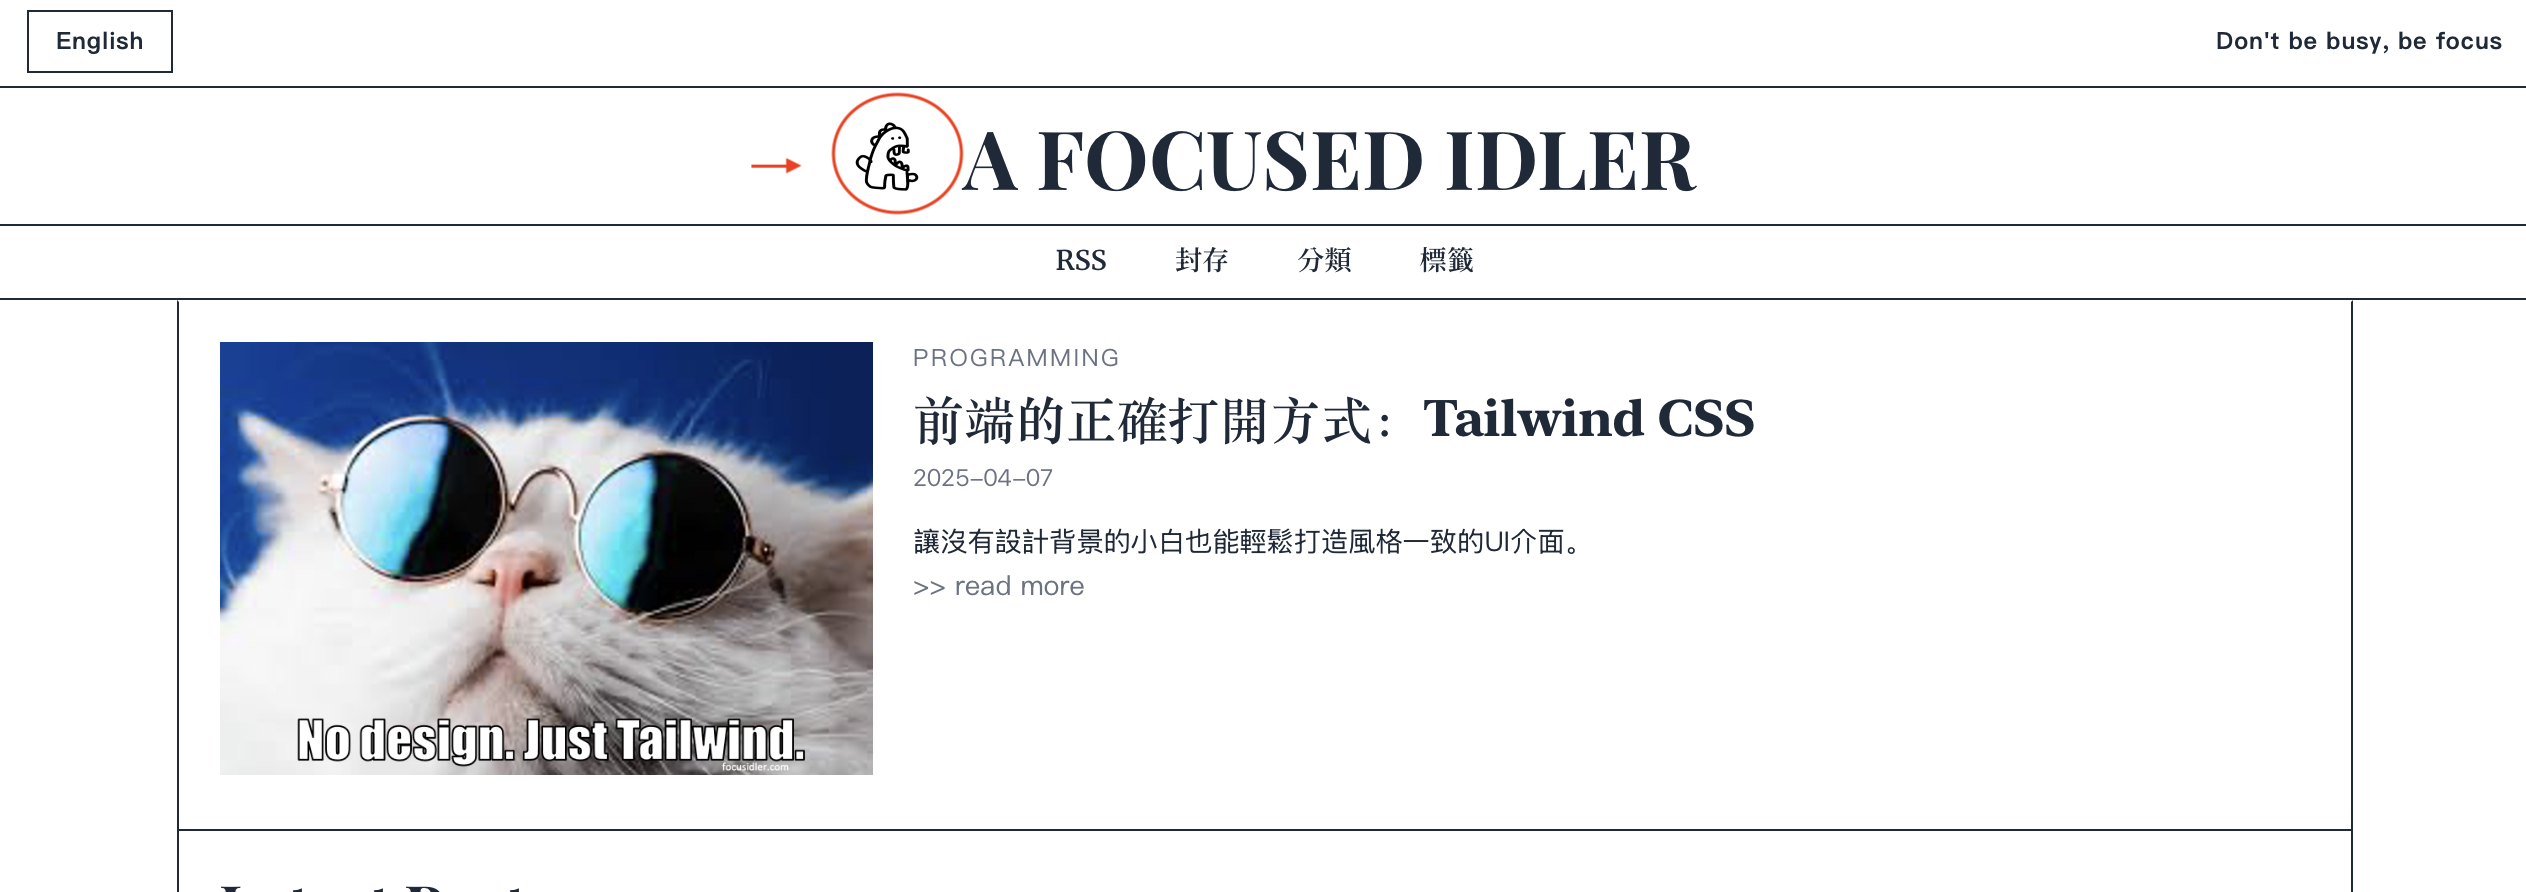 English
Don't be busy, be focus
A FOCUSED IDLER
RSS 封存 分類 標籤
PROGRAMMING
前端的正確打開方式：Tailwind CSS
2025-04-07
讓沒有設計背景的小白也能輕鬆打造風格一致的UI介面。
>> read more
No design. Just Tailwind.
focusidler.com